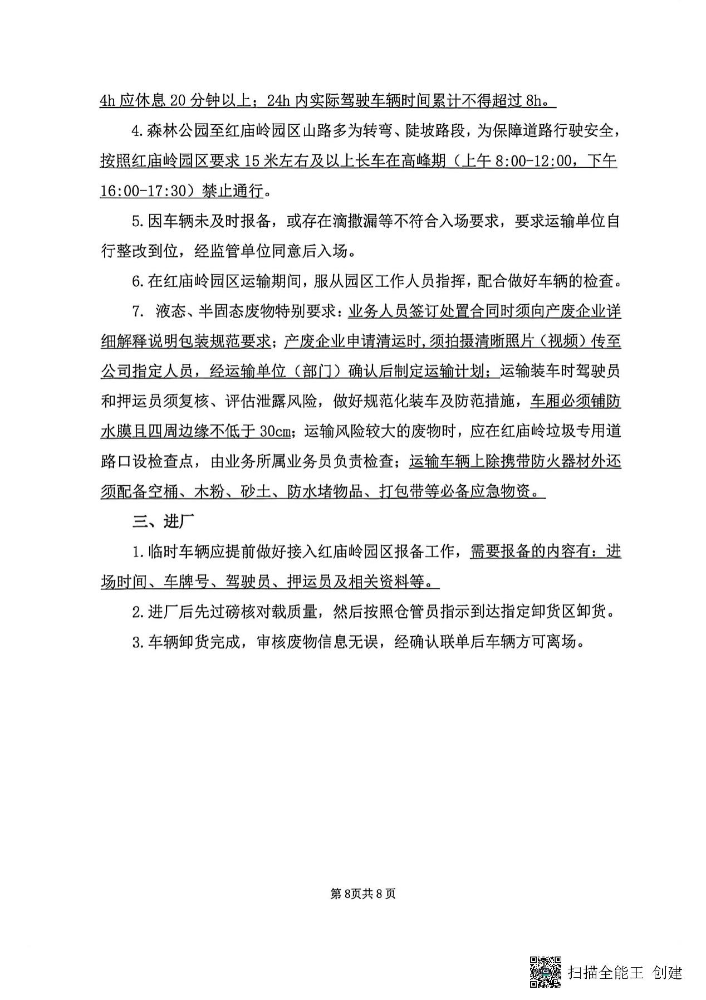 4h 应休息 20 分钟以上；24h 内实际驾驶车辆时间累计不得超过 8h。
4. 森林公园至红庙岭园区山路多为转弯、陡坡路段，为保障道路行驶安全，
按照红庙岭园区要求 15 米左右及以上长车在高峰期（上午 8:00-12:00，下午
16:00-17:30）禁止通行。
5. 因车辆未及时报备，或存在滴撒漏等不符合入场要求，要求运输单位自
行整改到位，经监管单位同意后入场。
6. 在红庙岭园区运输期间，服从园区工作人员指挥，配合做好车辆的检查。
7. 液态、半固态废物特别要求：业务人员签订处置合同时须向产废企业详
细解释说明包装规范要求；产废企业申请清运时，须拍摄清晰照片（视频）传至
公司指定人员，经运输单位（部门）确认后制定运输计划；运输装车时驾驶员
和押运员须复核、评估泄露风险，做好规范化装车及防范措施，车厢必须铺防
水膜且四周边缘不低于 30cm；运输风险较大的废物时，应在红庙岭垃圾专用道
路口设检查点，由业务所属业务员负责检查；运输车辆上除携带防火器材外还
须配备空桶、木粉、砂土、防水堵物品、打包带等必备应急物资。
三、进厂
1. 临时车辆应提前做好接入红庙岭园区报备工作，需要报备的内容有：进
场时间、车牌号、驾驶员、押运员及相关资料等。
2. 进厂后先过磅核对载质量，然后按照仓管员指示到达指定卸货区卸货。
3. 车辆卸货完成，审核废物信息无误，经确认联单后车辆方可离场。
第 8页共 8 页
CS
扫描全能王 创建